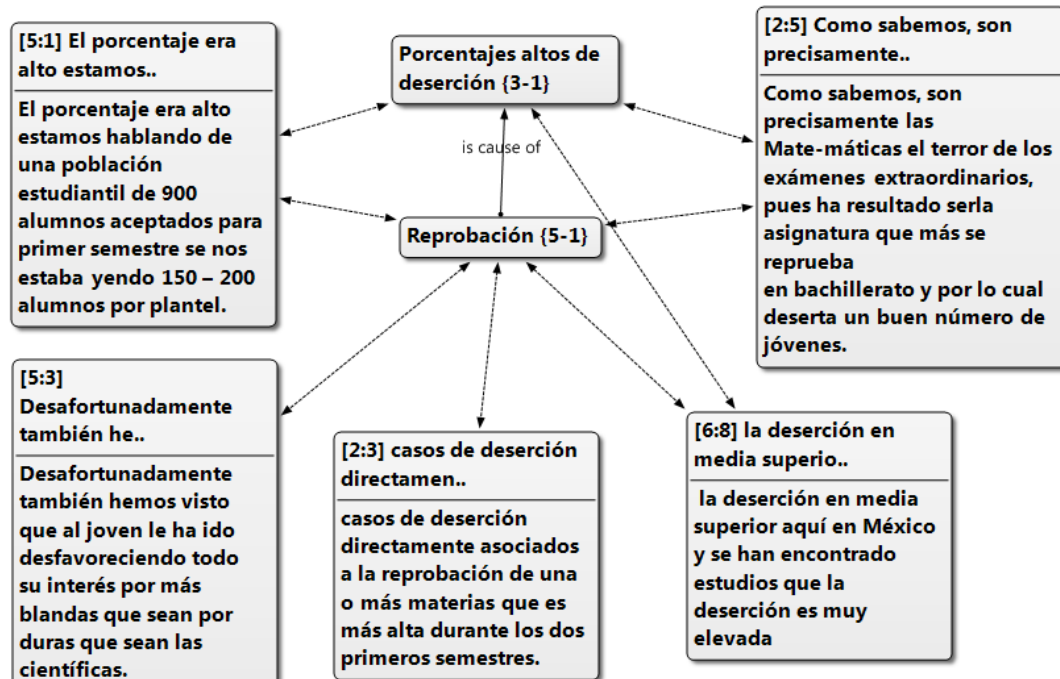 [5:1] El porcentaje era
alto estamos..
El porcentaje era alto
estamos hablando de
una población
estudiantil de 900
alumnos aceptados para
primer semestre se nos
estaba yendo 150 – 200
alumnos por plantel.
Porcentajes altos de
deserción {3-1}
is cause of
Reprobación {5-1}
[2:5] Como sabemos, son
precisamente..
Como sabemos, son
precisamente las
Mate-máticas el terror de los
exámenes extraordinarios,
pues ha resultado serla
asignatura que más se
reprueba
en bachillerato y por lo cual
deserta un buen número de
jóvenes.
[5:3]
Desafortunadamente
también he..
Desafortunadamente
también hemos visto
que al joven le ha ido
desfavoreciendo todo
su interés por más
blandas que sean por
duras que sean las
científicas.
[2:3] casos de deserción
directamen..
casos de deserción
directamente asociados
a la reprobación de una
o más materias que es
más alta durante los dos
primeros semestres.
[6:8] la deserción en
media superio..
la deserción en media
superior aquí en México
y se han encontrado
estudios que la
deserción es muy
elevada